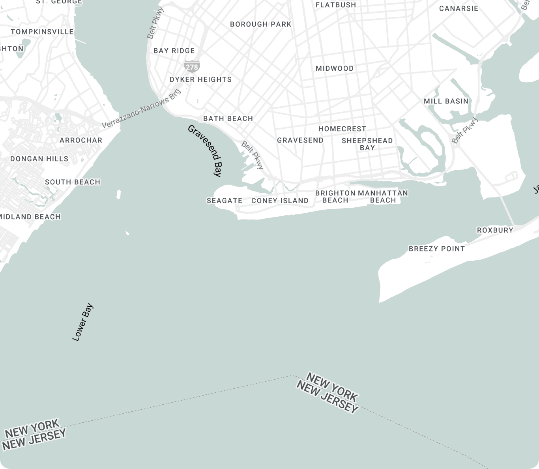 ST. GEORGE
FLATBUSH
CANARSIE
Belt Pkwy
BOROUGH PARK
TOMPKINSVILLE
BAY RIDGE
278
MIDWOOD
DYKER HEIGHTS
MILL BASIN
Verrazano Narrows Brg
BATH BEACH
HOMECREST
Belt Pkwy
ARROCHAR
GRAVESEND
SHEEPSHEAD
BAY
Gravesend Bay
Belt Pkwy
DONGAN HILLS
SOUTH BEACH
SEAGATE
CONEY ISLAND
BRIGHTON
BEACH
MANHATTAN
BEACH
MIDLAND BEACH
ROXBURY
BREEZY POINT
Lower Bay
NEW YORK
NEW JERSEY
NEW YORK
NEW JERSEY